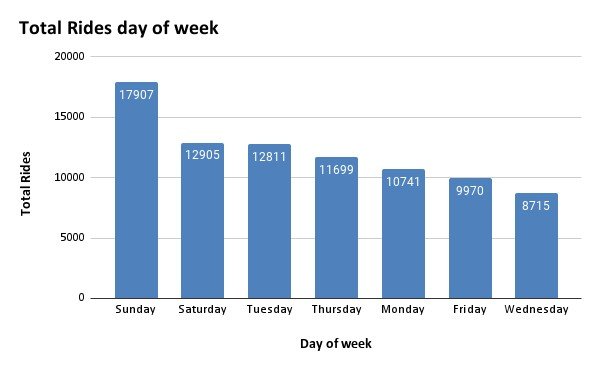 Total Rides day of week
20000
15000
10000
5000
0
Total Rides
17907
12905
12811
11699
10741
9970
8715
Sunday
Saturday
Tuesday
Thursday
Monday
Friday
Wednesday
Day of week